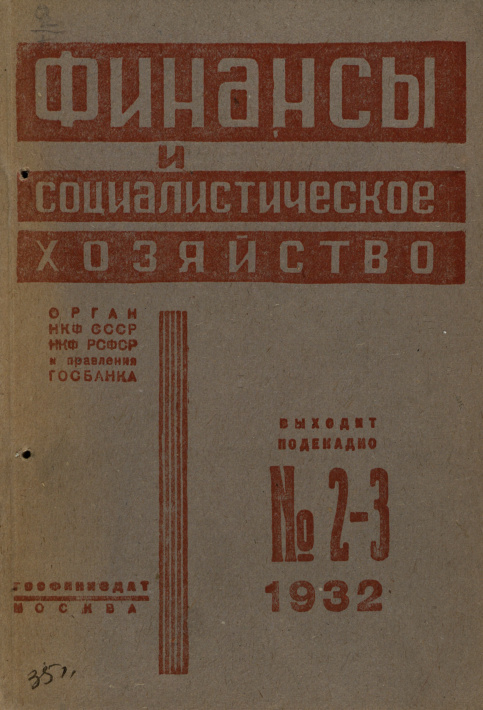 ФИНАНСЫ
И
СОЦИАЛИСТИЧЕСКОЕ
ХОЗЯЙСТВО
ОРГАН
НКФ СССР
НКФ РСФСР
и правления
ГОСБАНКА
ВЫХОДИТ
ПОДЕКАДНО
№ 2-3
1932
ГОСФИНИЗДАТ
МОСКВА